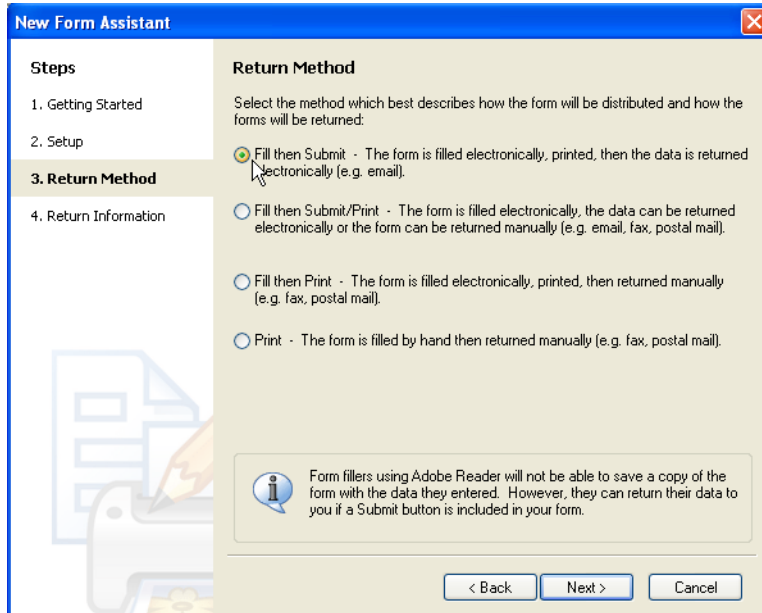 New Form Assistant
Steps
1. Getting Started
2. Setup
3. Return Method
4. Return Information
Return Method
Select the method which best describes how the form will be distributed and how the
forms will be returned:
Fill then Submit - The form is filled electronically, printed, then the data is returned
electronically (e.g. email).
Fill then Submit/Print - The form is filled electronically, the data can be returned
electronically or the form can be returned manually (e.g. email, fax, postal mail).
Fill then Print - The form is filled electronically, printed, then returned manually
(e.g. fax, postal mail).
Print - The form is filled by hand then returned manually (e.g. fax, postal mail).
Form fillers using Adobe Reader will not be able to save a copy of the
form with the data they entered. However, they can return their data to
you if a Submit button is included in your form.
< Back Next > Cancel